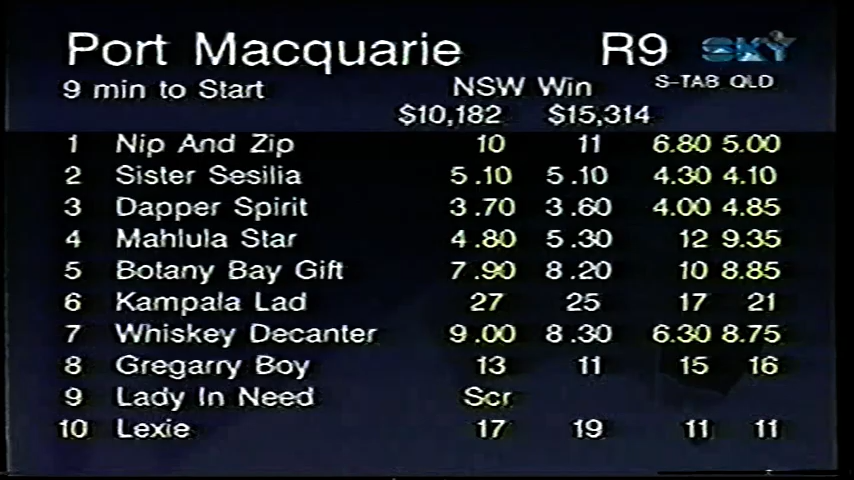 Port Macquarie R9 SKY
9 min to Start NSW Win S-TAB QLD
$10,182 $15,314
1 Nip And Zip 10 11 6.80 5.00
2 Sister Sesilia 5.10 5.10 4.30 4.10
3 Dapper Spirit 3.70 3.60 4.00 4.85
4 Mahlula Star 4.80 5.30 12 9.35
5 Botany Bay Gift 7.90 8.20 10 8.85
6 Kampala Lad 27 25 17 21
7 Whiskey Decanter 9.00 8.30 6.30 8.75
8 Gregarry Boy 13 11 15 16
9 Lady In Need Scr
10 Lexie 17 19 11 11